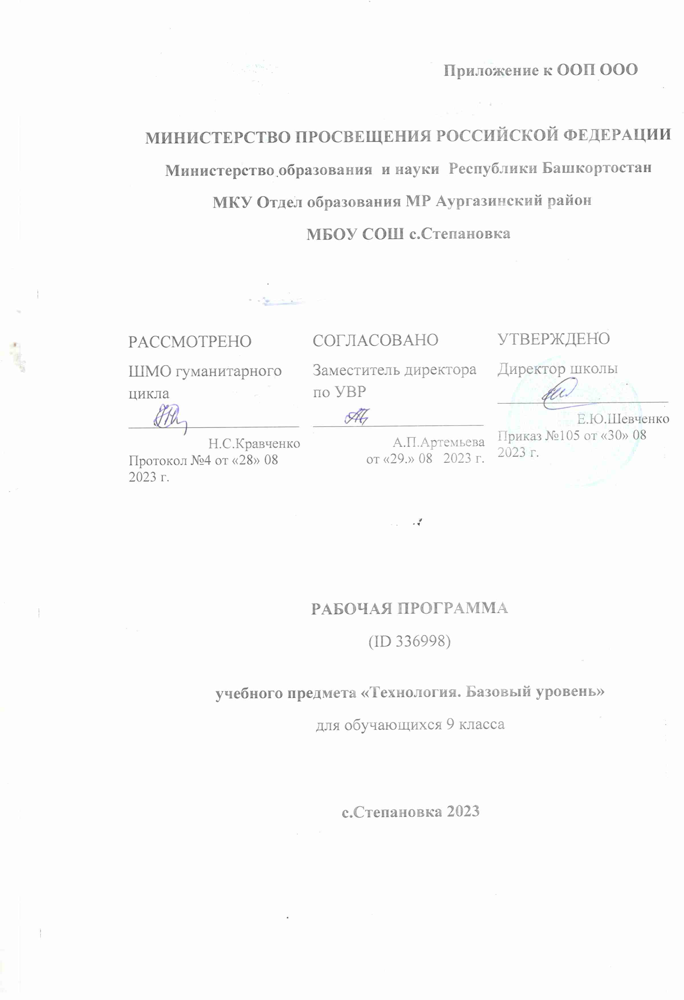 Приложение к ООП ООО
МИНИСТЕРСТВО ПРОСВЕЩЕНИЯ РОССИЙСКОЙ ФЕДЕРАЦИИ
Министерство образования и науки Республики Башкортостан
МКУ Отдел образования МР Аургазинский район
МБОУ СОШ с.Степановка
РАССМОТРЕНО
ШМО гуманитарного
цикла
Н.С.Кравченко
Протокол №4 от «28» 08
2023 г.
СОГЛАСОВАНО
Заместитель директора
по УВР
А.П.Артемьева
от «29.» 08 2023 г.
УТВЕРЖДЕНО
Директор школы
Е.Ю.Шевченко
Приказ №105 от «30» 08
2023 г.
РАБОЧАЯ ПРОГРАММА
(ID 336998)
учебного предмета «Технология. Базовый уровень»
для обучающихся 9 класса
с.Степановка 2023